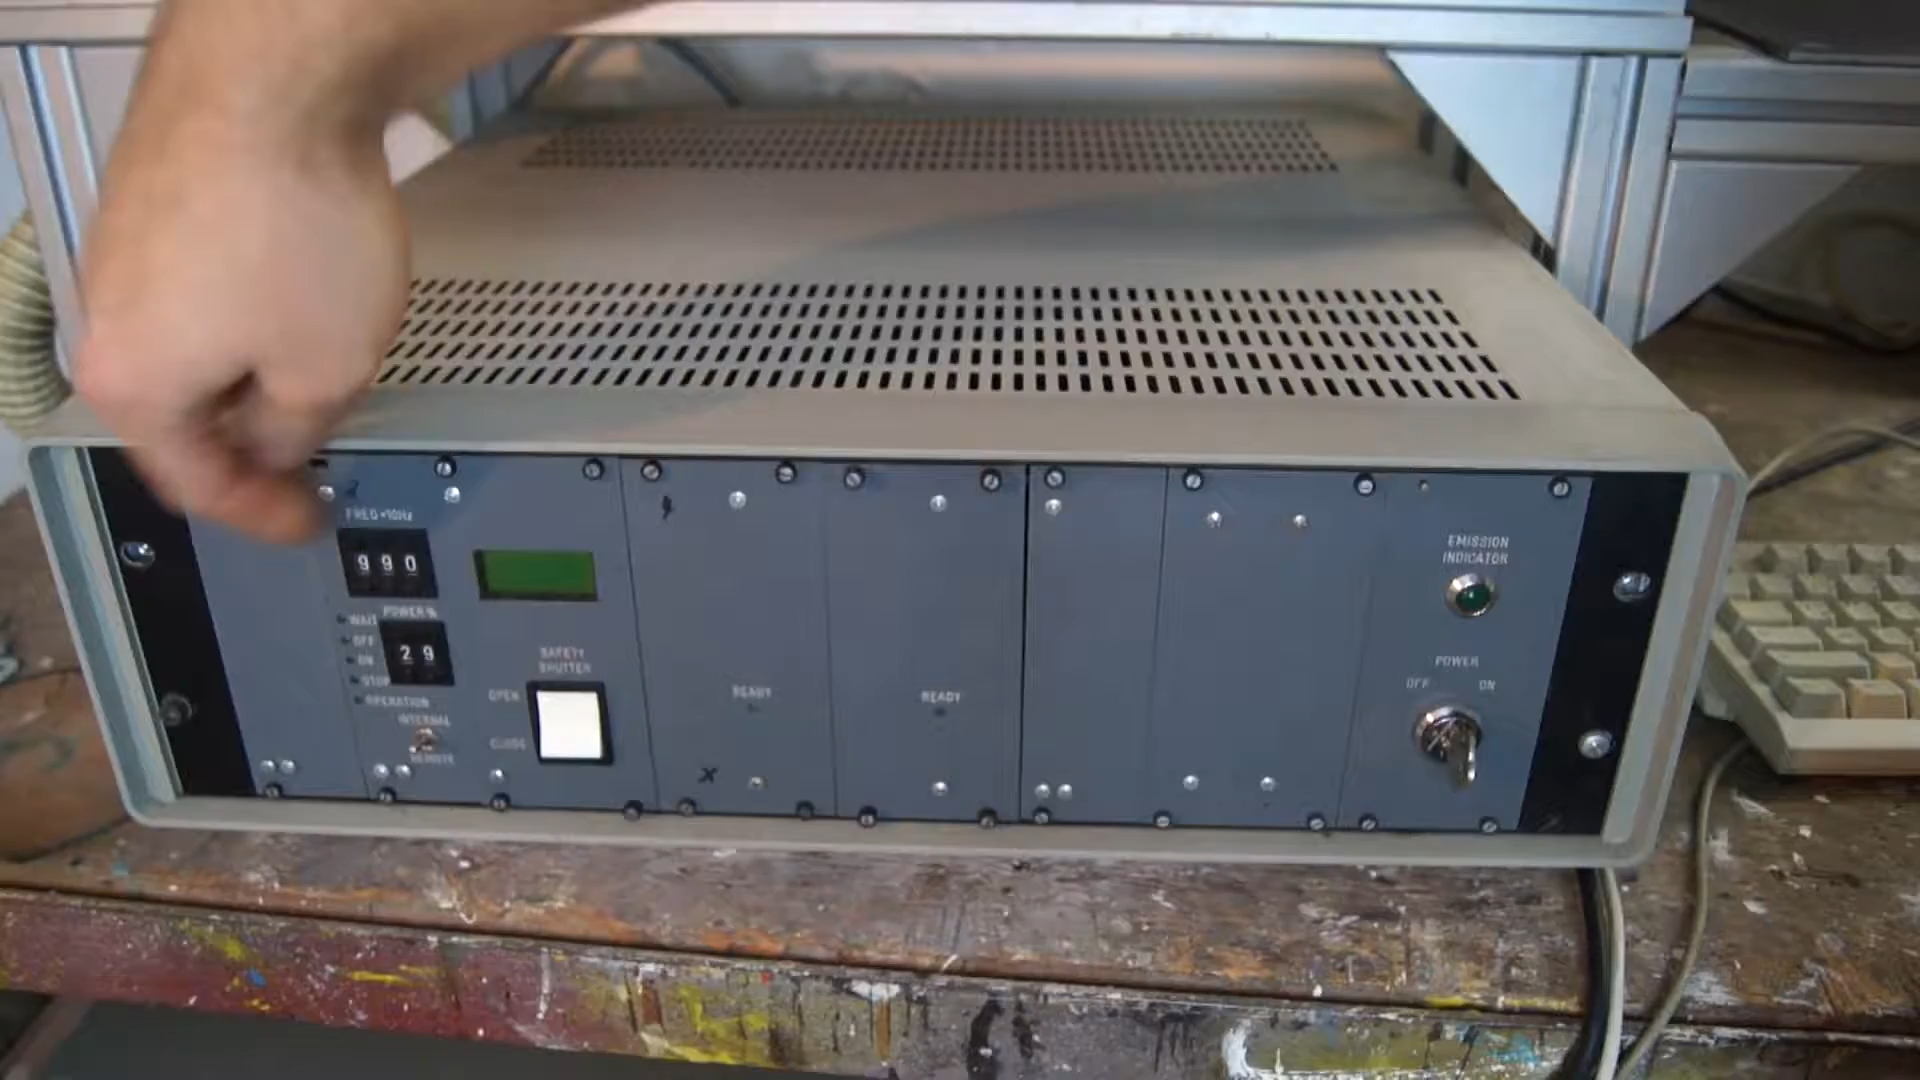 FREQ *10Hz
990
POWER %
29
WAIT
OFF
ON
STOP
OPERATION
INTERNAL
REMOTE
SAFETY
SHUTTER
OPEN
CLOSE
READY
X
READY
EMISSION
INDICATOR
POWER
OFF ON